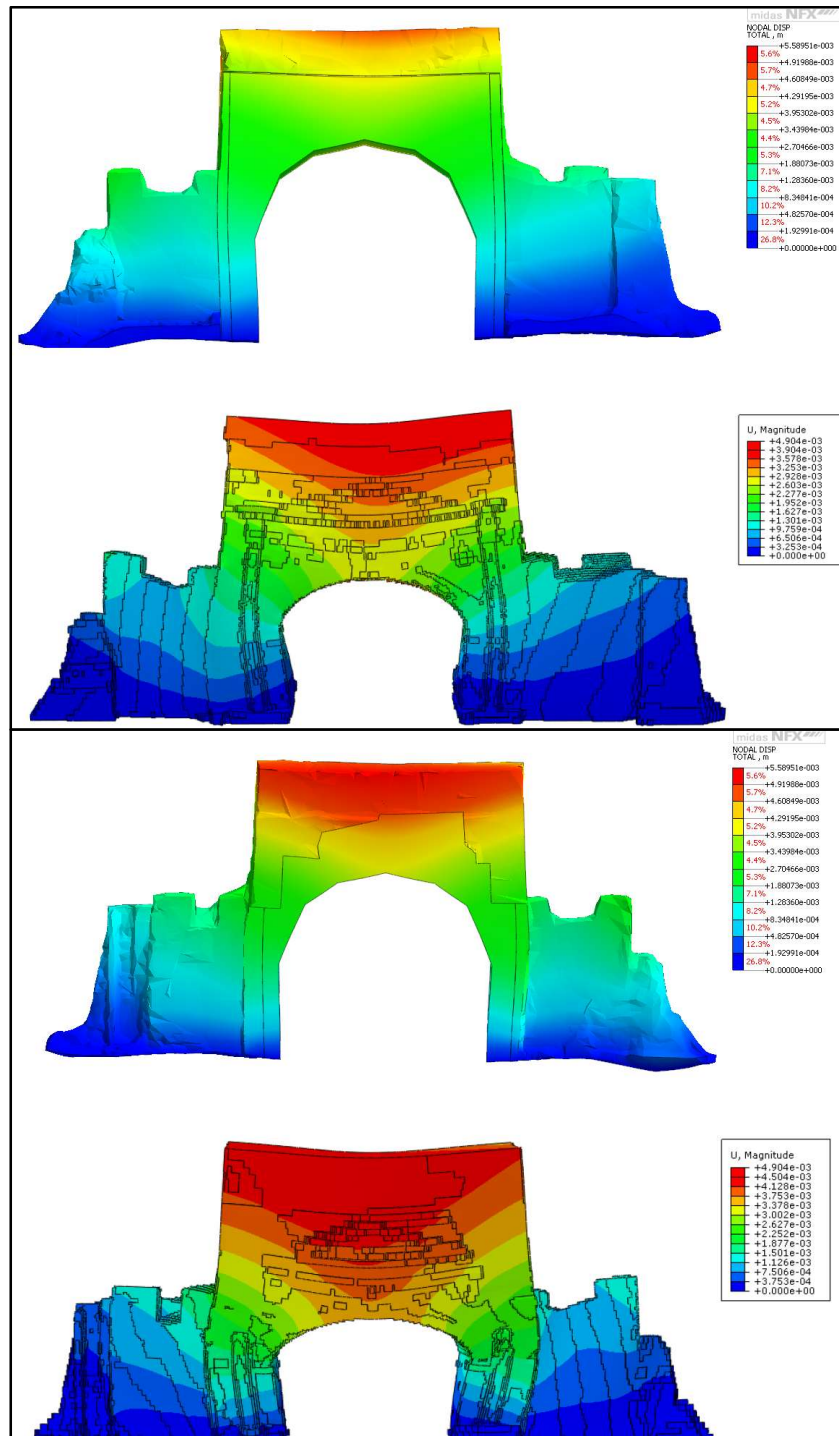 midas NFX
NODAL DISP
TOTAL , m
+5.58951e-003
5.6%
+4.91988e-003
5.7%
+4.60849e-003
4.7%
+4.29195e-003
5.2%
+3.95302e-003
4.5%
+3.43984e-003
4.4%
+2.70466e-003
5.3%
+1.88073e-003
7.1%
+1.28360e-003
8.2%
+8.34841e-004
10.2%
+4.82570e-004
12.3%
+1.92991e-004
26.8%
+0.00000e+000
U, Magnitude
+4.904e-03
+3.904e-03
+3.578e-03
+3.253e-03
+2.928e-03
+2.603e-03
+2.277e-03
+1.952e-03
+1.627e-03
+1.301e-03
+9.759e-04
+6.506e-04
+3.253e-04
+0.000e+00
midas NFX
NODAL DISP
TOTAL , m
+5.58951e-003
5.6%
+4.91988e-003
5.7%
+4.60849e-003
4.7%
+4.29195e-003
5.2%
+3.95302e-003
4.5%
+3.43984e-003
4.4%
+2.70466e-003
5.3%
+1.88073e-003
7.1%
+1.28360e-003
8.2%
+8.34841e-004
10.2%
+4.82570e-004
12.3%
+1.92991e-004
26.8%
+0.00000e+000
U, Magnitude
+4.904e-03
+4.504e-03
+4.128e-03
+3.753e-03
+3.378e-03
+3.002e-03
+2.627e-03
+2.252e-03
+1.877e-03
+1.501e-03
+1.126e-03
+7.506e-04
+3.753e-04
+0.000e+00